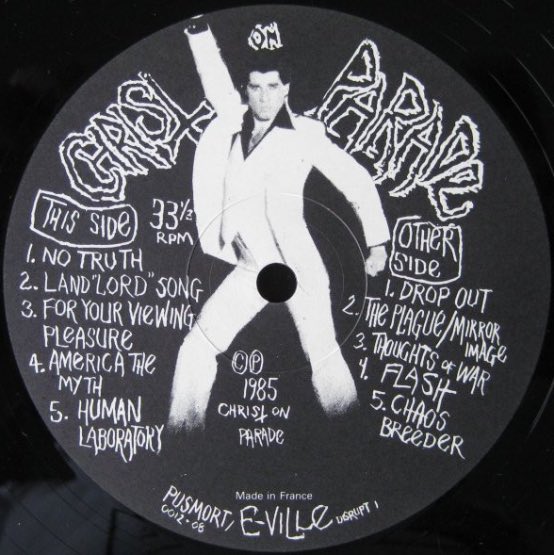 CHRIST ON PARADE
THIS SIDE
33 1/3
RPM
1. NO TRUTH
2. LAND"LORD" SONG
3. FOR YOUR VIEWING
PLEASURE
4. AMERICA THE
MYTH
5. HUMAN
LABORATORY
OTHER
SIDE
1. DROP OUT
2. THE PLAGUE/MIRROR
IMAGE
3. THOUGHTS OF WAR
4. FLASH
5. CHAOS
BREEDER
©℗
1985
CHRIST ON
PARADE
Made in France
PUSMORT, E-VILLE DISRUPT 1
0012-08